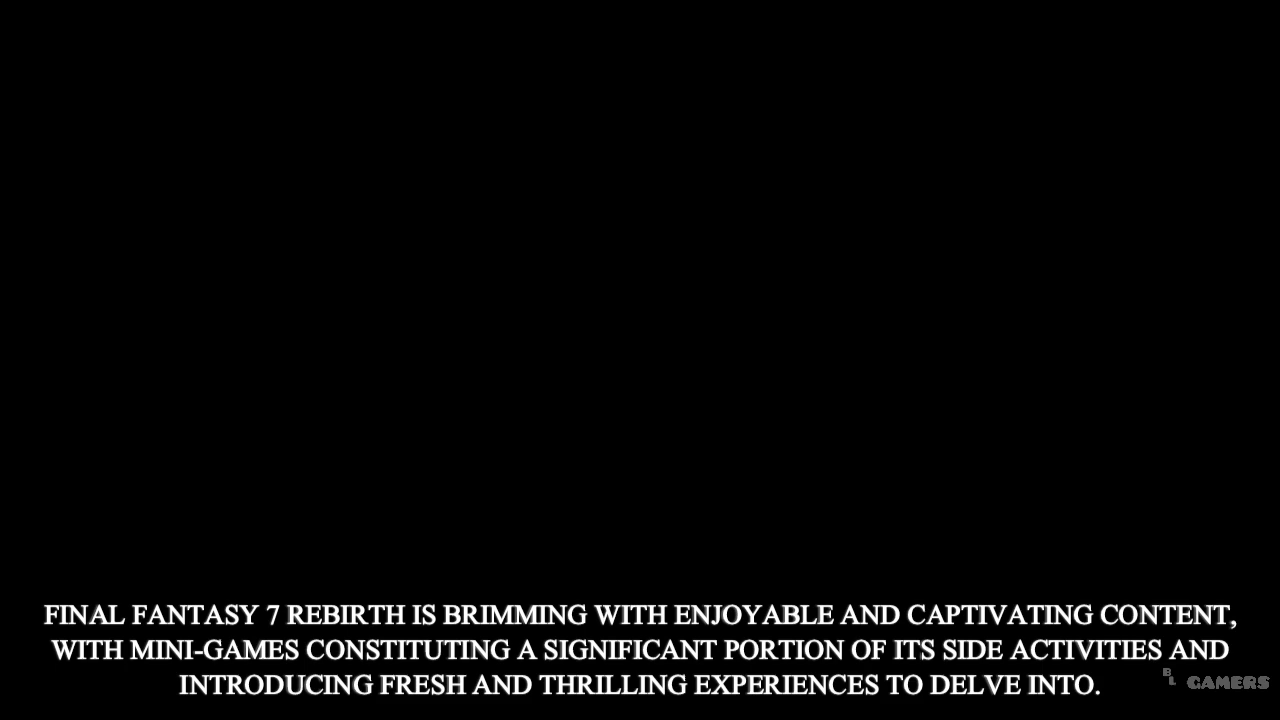 FINAL FANTASY 7 REBIRTH IS BRIMMING WITH ENJOYABLE AND CAPTIVATING CONTENT,
WITH MINI-GAMES CONSTITUTING A SIGNIFICANT PORTION OF ITS SIDE ACTIVITIES AND
INTRODUCING FRESH AND THRILLING EXPERIENCES TO DELVE INTO.
BL GAMERS